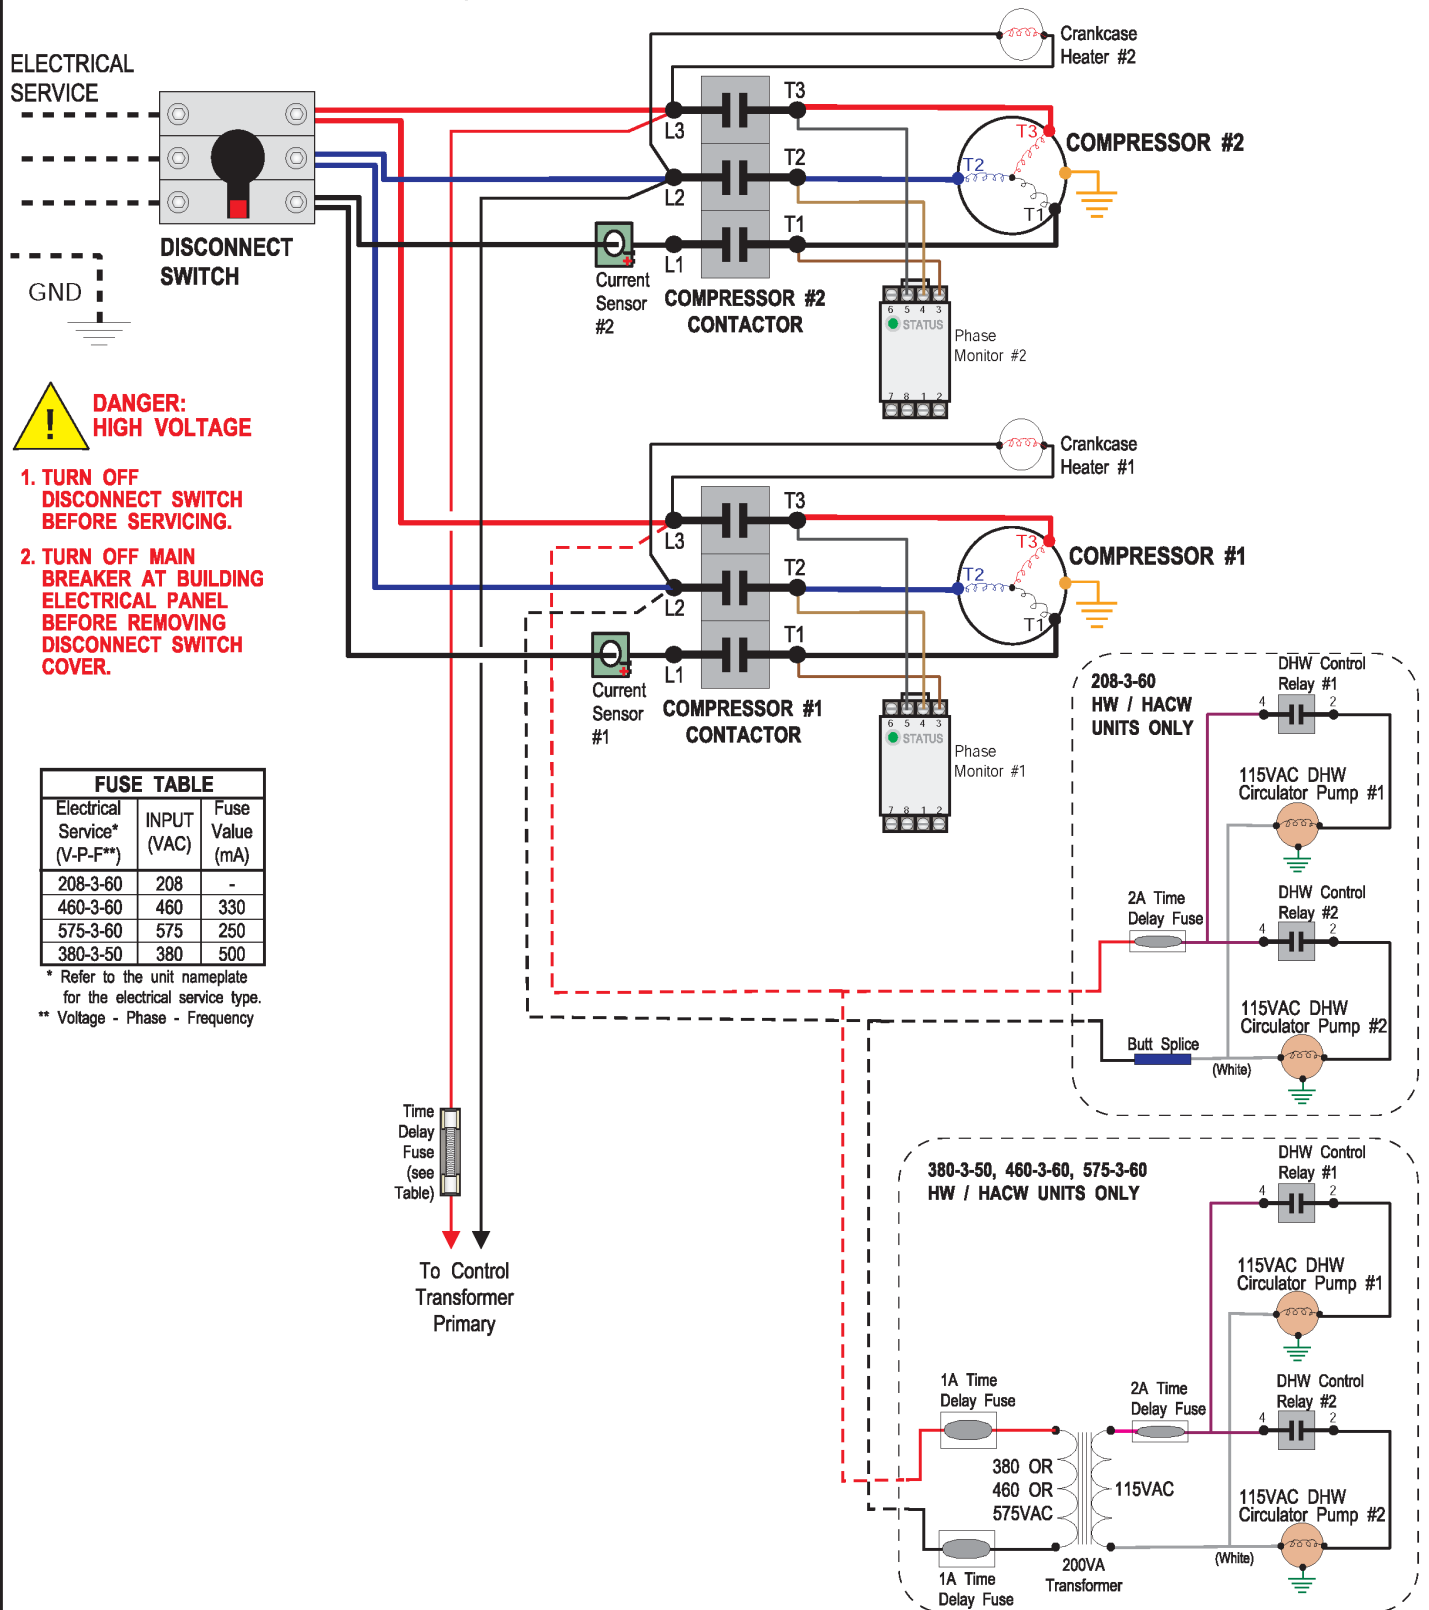 ELECTRICAL
SERVICE
GND
DISCONNECT
SWITCH
DANGER:
HIGH VOLTAGE
1. TURN OFF
DISCONNECT SWITCH
BEFORE SERVICING.
2. TURN OFF MAIN
BREAKER AT BUILDING
ELECTRICAL PANEL
BEFORE REMOVING
DISCONNECT SWITCH
COVER.
FUSE TABLE
Electrical Service* (V-P-F**) INPUT (VAC) Fuse Value (mA)
208-3-60 208 -
460-3-60 460 330
575-3-60 575 250
380-3-50 380 500
* Refer to the unit nameplate
for the electrical service type.
** Voltage - Phase - Frequency
Crankcase
Heater #2
L3
L2
L1
T3
T2
T1
T3
T2
T1
COMPRESSOR #2
Current
Sensor
#2
COMPRESSOR #2
CONTACTOR
6 5 4 3
STATUS
7 8 1 2
Phase
Monitor #2
Crankcase
Heater #1
L3
L2
L1
T3
T2
T1
T3
T2
T1
COMPRESSOR #1
Current
Sensor
#1
COMPRESSOR #1
CONTACTOR
6 5 4 3
STATUS
7 8 1 2
Phase
Monitor #1
Time
Delay
Fuse
(see
Table)
To Control
Transformer
Primary
208-3-60
HW / HACW
UNITS ONLY
DHW Control
Relay #1
4 2
115VAC DHW
Circulator Pump #1
2A Time
Delay Fuse
DHW Control
Relay #2
4 2
115VAC DHW
Circulator Pump #2
Butt Splice
(White)
380-3-50, 460-3-60, 575-3-60
HW / HACW UNITS ONLY
DHW Control
Relay #1
4 2
115VAC DHW
Circulator Pump #1
1A Time
Delay Fuse
2A Time
Delay Fuse
DHW Control
Relay #2
4 2
380 OR
460 OR
575VAC
115VAC
115VAC DHW
Circulator Pump #2
(White)
200VA
Transformer
1A Time
Delay Fuse